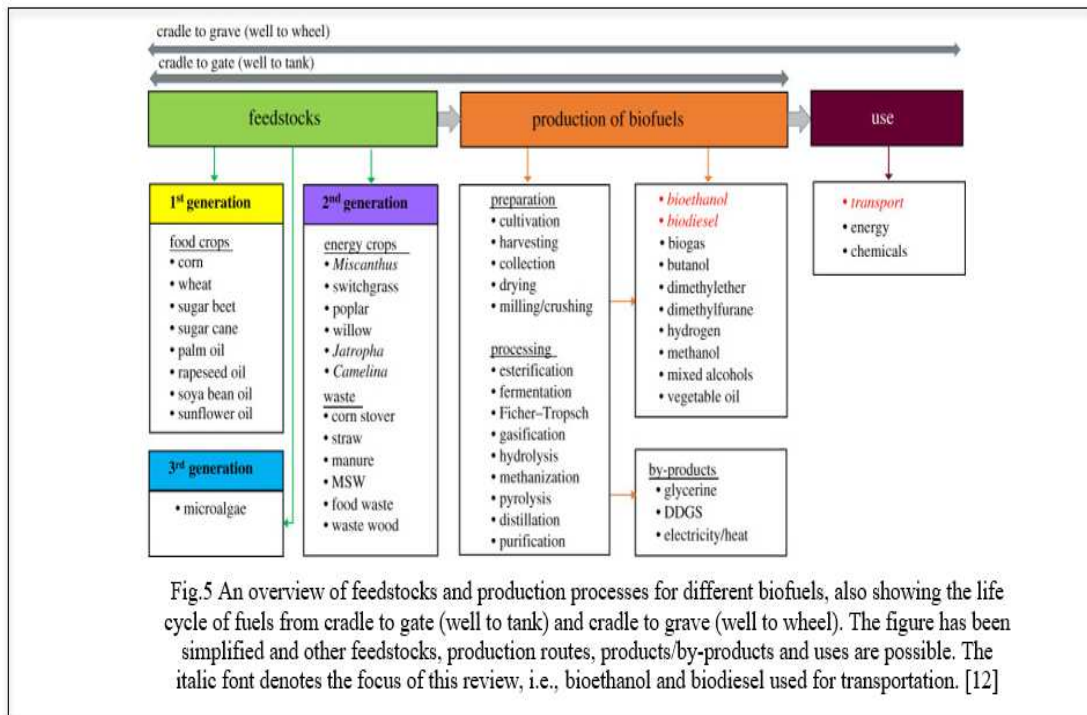 cradle to grave (well to wheel)
cradle to gate (well to tank)
feedstocks
production of biofuels
use
1st generation
food crops
• corn
• wheat
• sugar beet
• sugar cane
• palm oil
• rapeseed oil
• soya bean oil
• sunflower oil
3rd generation
• microalgae
2nd generation
energy crops
• Miscanthus
• switchgrass
• poplar
• willow
• Jatropha
• Camelina
waste
• corn stover
• straw
• manure
• MSW
• food waste
• waste wood
preparation
• cultivation
• harvesting
• collection
• drying
• milling/crushing
processing
• esterification
• fermentation
• Ficher–Tropsch
• gasification
• hydrolysis
• methanization
• pyrolysis
• distillation
• purification
• bioethanol
• biodiesel
• biogas
• butanol
• dimethylether
• dimethylfurane
• hydrogen
• methanol
• mixed alcohols
• vegetable oil
by-products
• glycerine
• DDGS
• electricity/heat
• transport
• energy
• chemicals
Fig.5 An overview of feedstocks and production processes for different biofuels, also showing the life
cycle of fuels from cradle to gate (well to tank) and cradle to grave (well to wheel). The figure has been
simplified and other feedstocks, production routes, products/by-products and uses are possible. The
italic font denotes the focus of this review, i.e., bioethanol and biodiesel used for transportation. [12]